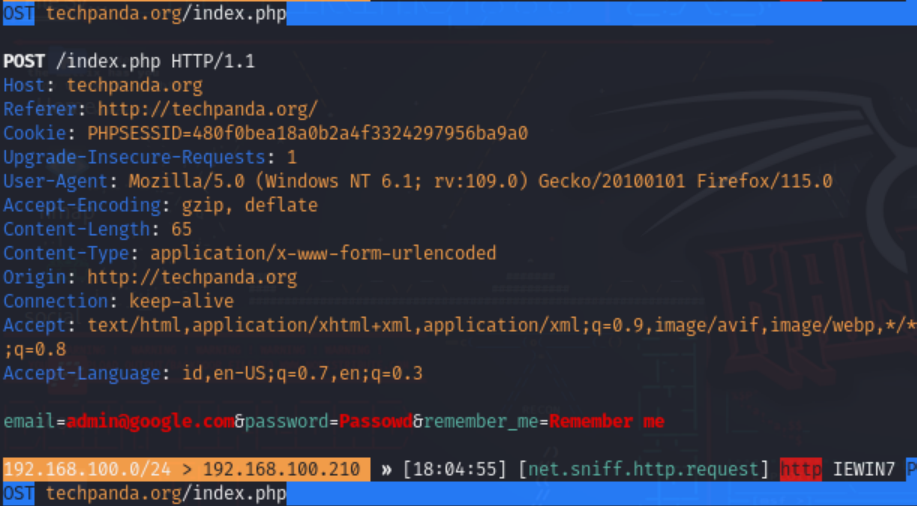 OST techpanda.org/index.php
POST /index.php HTTP/1.1
Host: techpanda.org
Referer: http://techpanda.org/
Cookie: PHPSESSID=480f0bea18a0b2a4f3324297956ba9a0
Upgrade-Insecure-Requests: 1
User-Agent: Mozilla/5.0 (Windows NT 6.1; rv:109.0) Gecko/20100101 Firefox/115.0
Accept-Encoding: gzip, deflate
Content-Length: 65
Content-Type: application/x-www-form-urlencoded
Origin: http://techpanda.org
Connection: keep-alive
Accept: text/html,application/xhtml+xml,application/xml;q=0.9,image/avif,image/webp,*/*
;q=0.8
Accept-Language: id,en-US;q=0.7,en;q=0.3
email=admin@google.com&password=Passowd&remember_me=Remember me
192.168.100.0/24 > 192.168.100.210 » [18:04:55] [net.sniff.http.request] http IEWIN7 P
OST techpanda.org/index.php